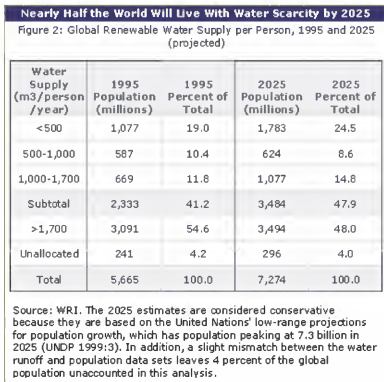 Nearly Half the World Will Live With Water Scarcity by 2025
Figure 2: Global Renewable Water Supply per Person, 1995 and 2025
(projected)
Water Supply (m3/person /year) 1995 Population (millions) 1995 Percent of Total 2025 Population (millions) 2025 Percent of Total
<500 1,077 19.0 1,783 24.5
500-1,000 587 10.4 624 8.6
1,000-1,700 669 11.8 1,077 14.8
Subtotal 2,333 41.2 3,484 47.9
>1,700 3,091 54.6 3,494 48.0
Unallocated 241 4.2 296 4.0
Total 5,665 100.0 7,274 100.0
Source: WRI. The 2025 estimates are considered conservative
because they are based on the United Nations' low-range projections
for population growth, which has population peaking at 7.3 billion in
2025 (UNDP 1999:3). In addition, a slight mismatch between the water
runoff and population data sets leaves 4 percent of the global
population unaccounted in this analysis.